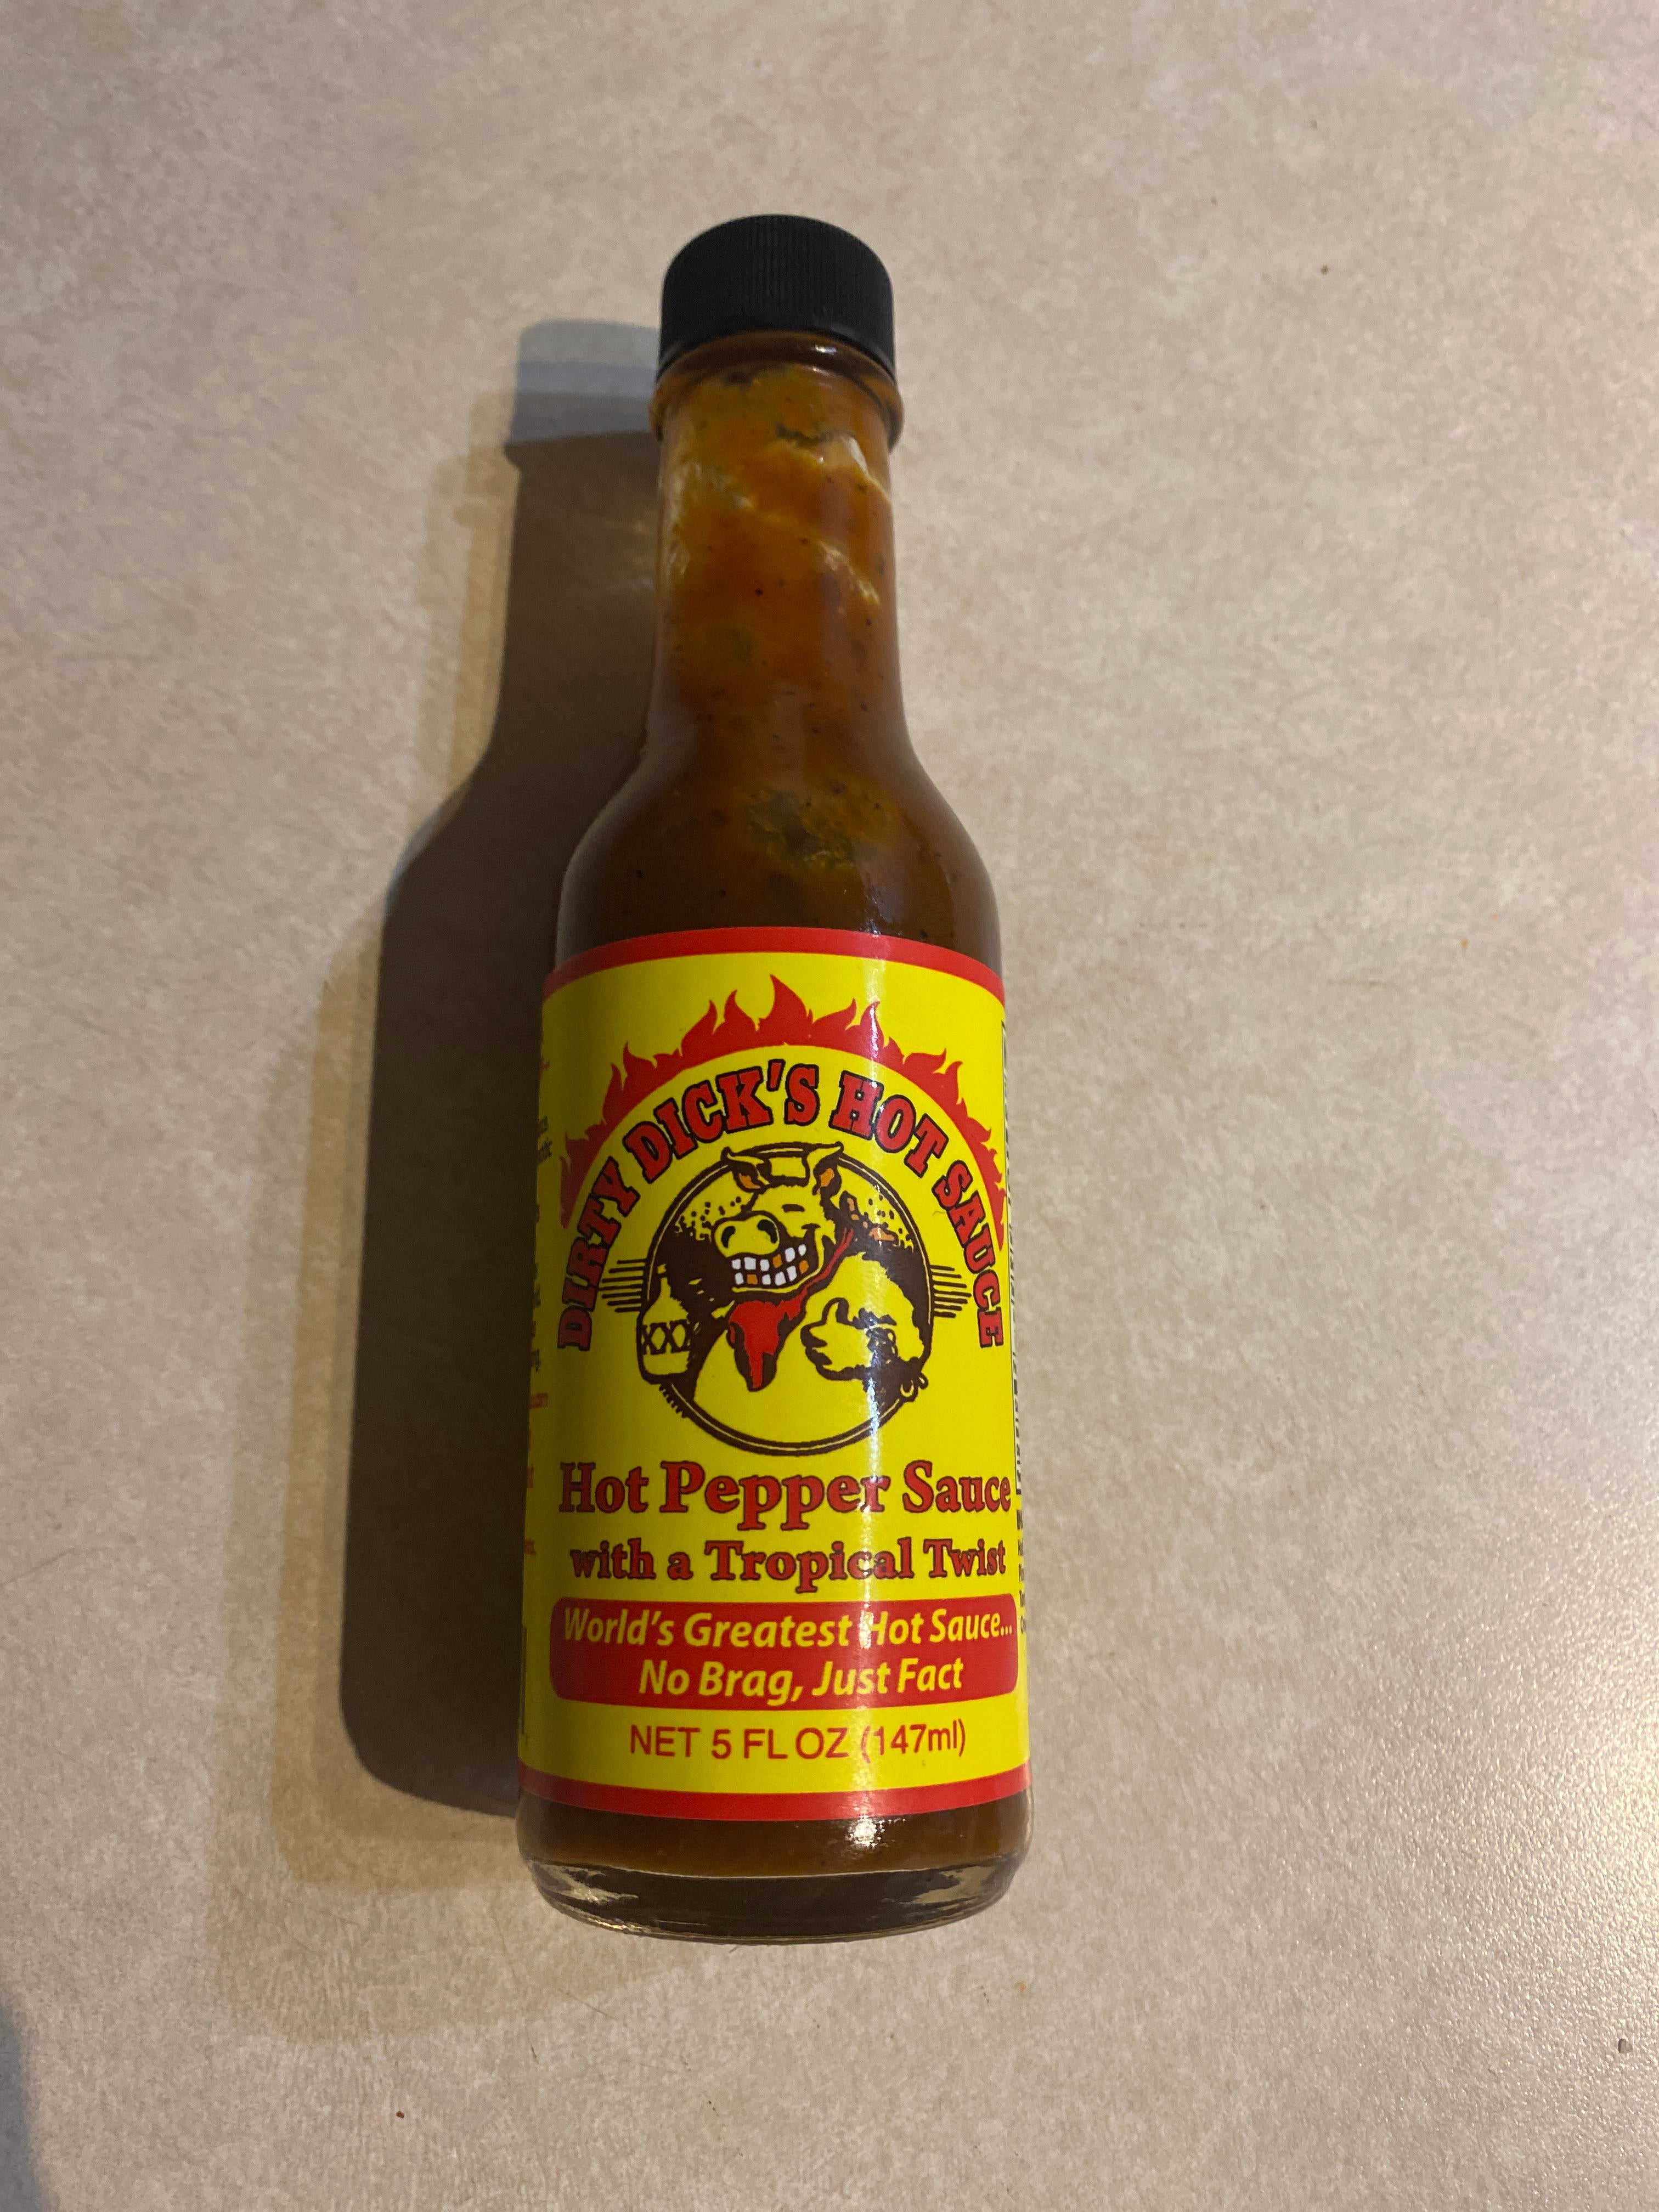 DIRTY DICK'S HOT SAUCE
XXX
Hot Pepper Sauce
with a Tropical Twist
World's Greatest Hot Sauce...
No Brag, Just Fact
NET 5 FL OZ (147ml)